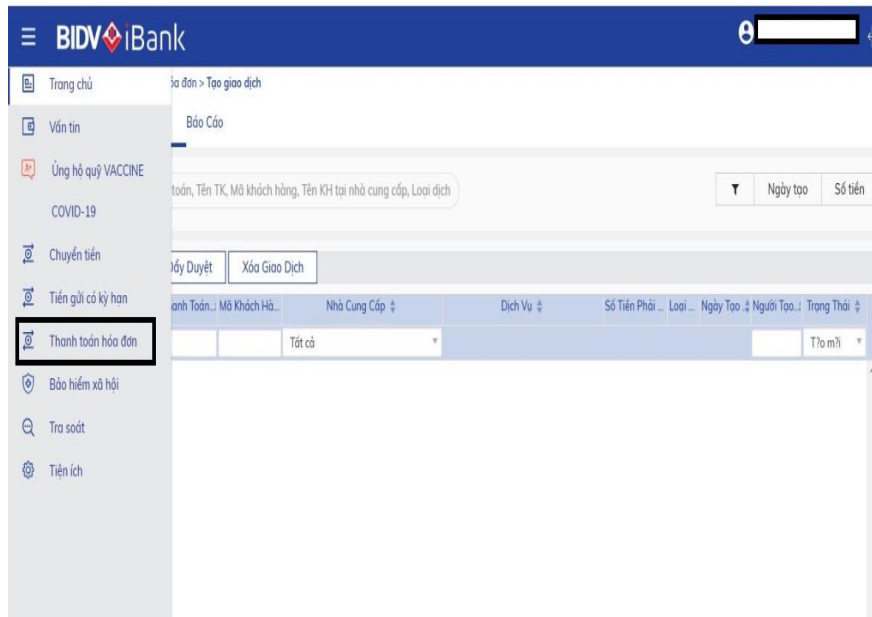 BIDV iBank
Trang chủ
óa đơn > Tạo giao dịch
Vấn tin
Báo Cáo
Ủng hộ quỹ VACCINE
COVID-19
toán, Tên TK, Mã khách hàng, Tên KH tại nhà cung cấp, Loại dịch
Ngày tạo
Số tiền
Chuyển tiền
Đẩy Duyệt
Xóa Giao Dịch
Tiền gửi có kỳ hạn
anh Toán.. Mã Khách Hà... Nhà Cung Cấp Dịch Vụ Số Tiền Phải ... Loại ... Ngày Tạo . Người Tạo.. Trạng Thái
Thanh toán hóa đơn
Tất cả
T?o m?i
Bảo hiểm xã hội
Tra soát
Tiện ích